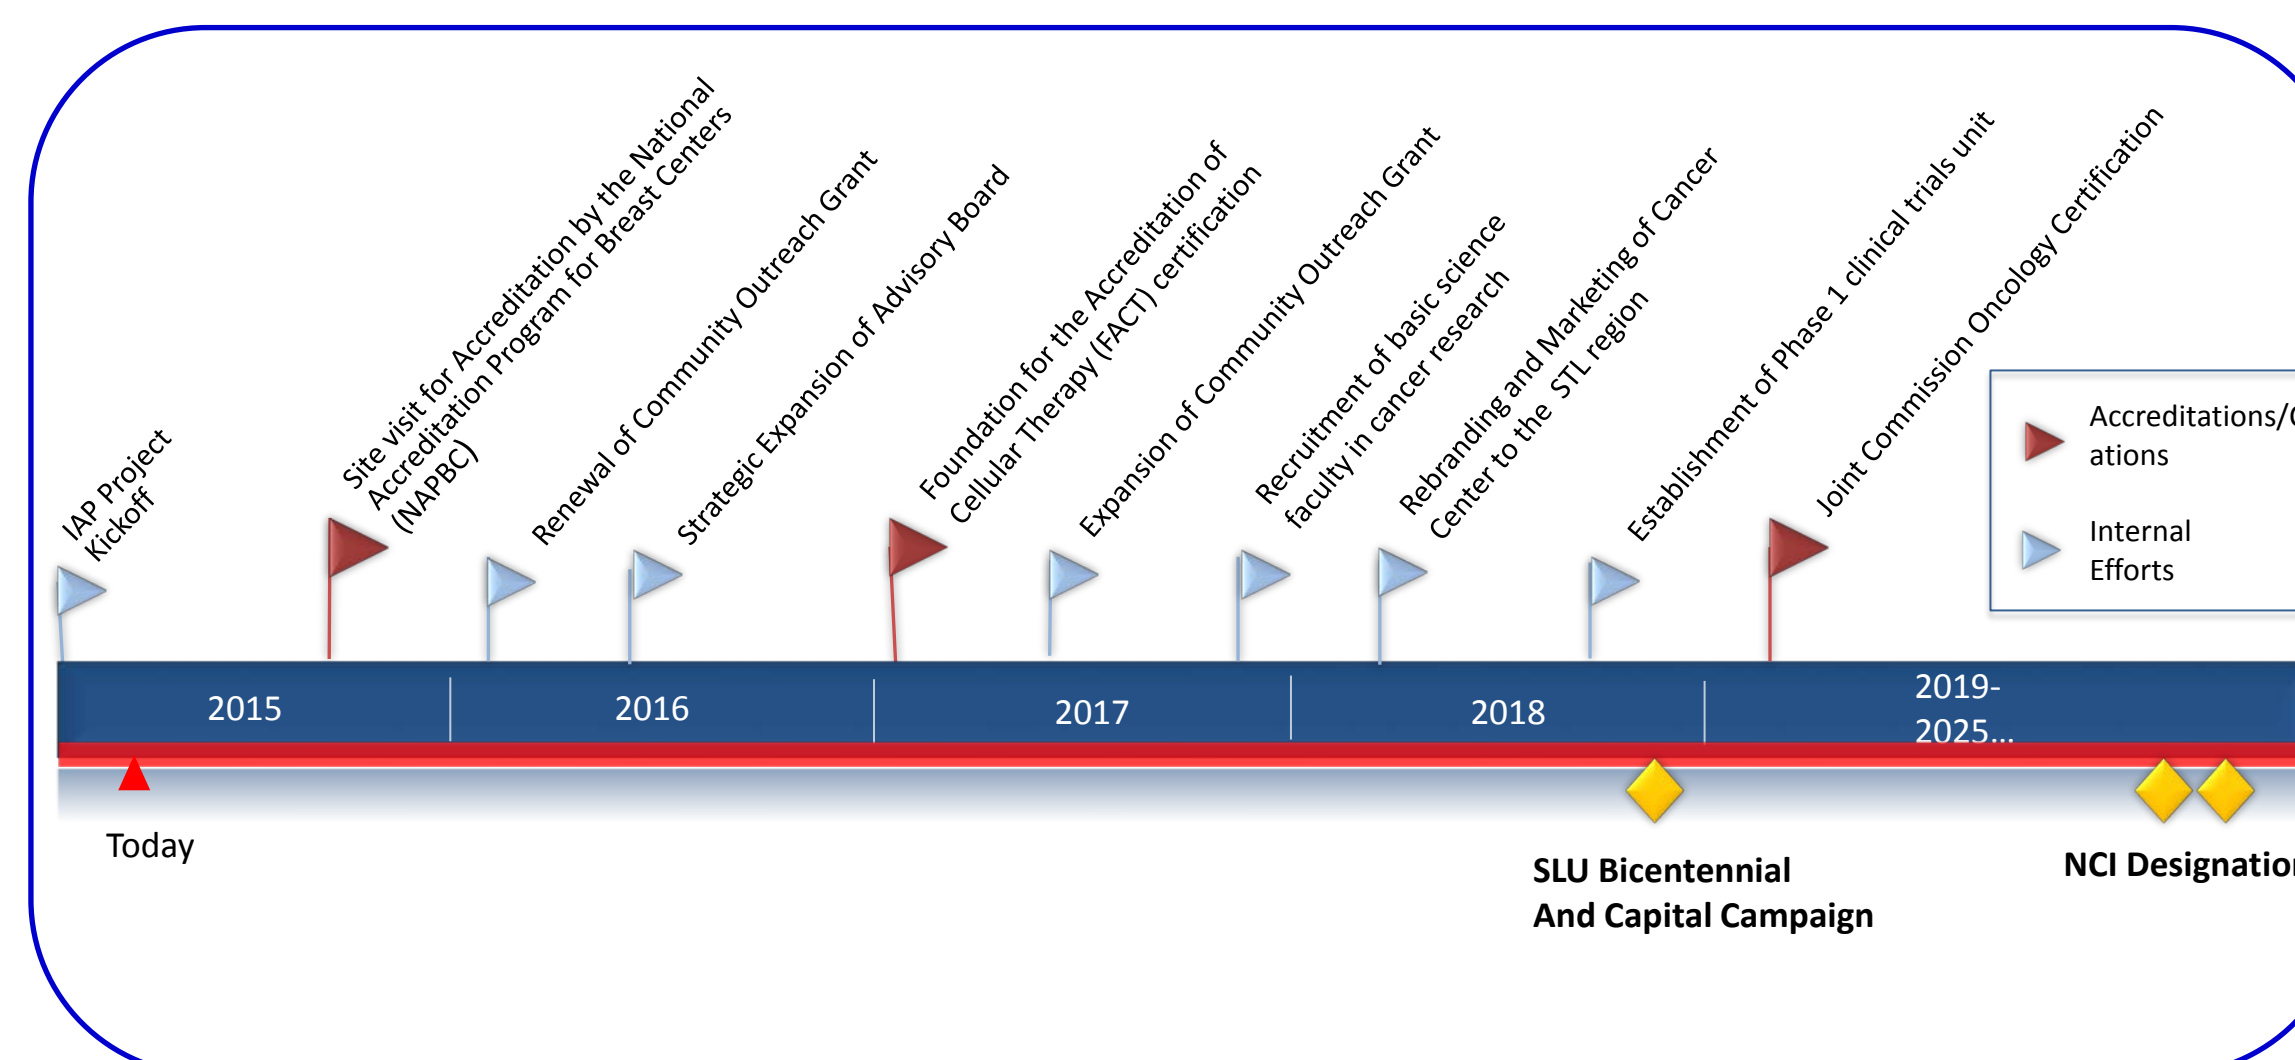 IAP Project
Kickoff
Site visit for Accreditation by the National
Accreditation Program for Breast Centers
(NAPBC)
Renewal of Community Outreach Grant
Strategic Expansion of Advisory Board
Foundation for the Accreditation of
Cellular Therapy (FACT) certification
Expansion of Community Outreach Grant
Recruitment of basic science
faculty in cancer research
Rebranding and Marketing of Cancer
Center to the STL region
Establishment of Phase 1 clinical trials unit
Joint Commission Oncology Certification
Accreditations/
ations
Internal
Efforts
2015
2016
2017
2018
2019-
2025...
Today
SLU Bicentennial
And Capital Campaign
NCI Designation